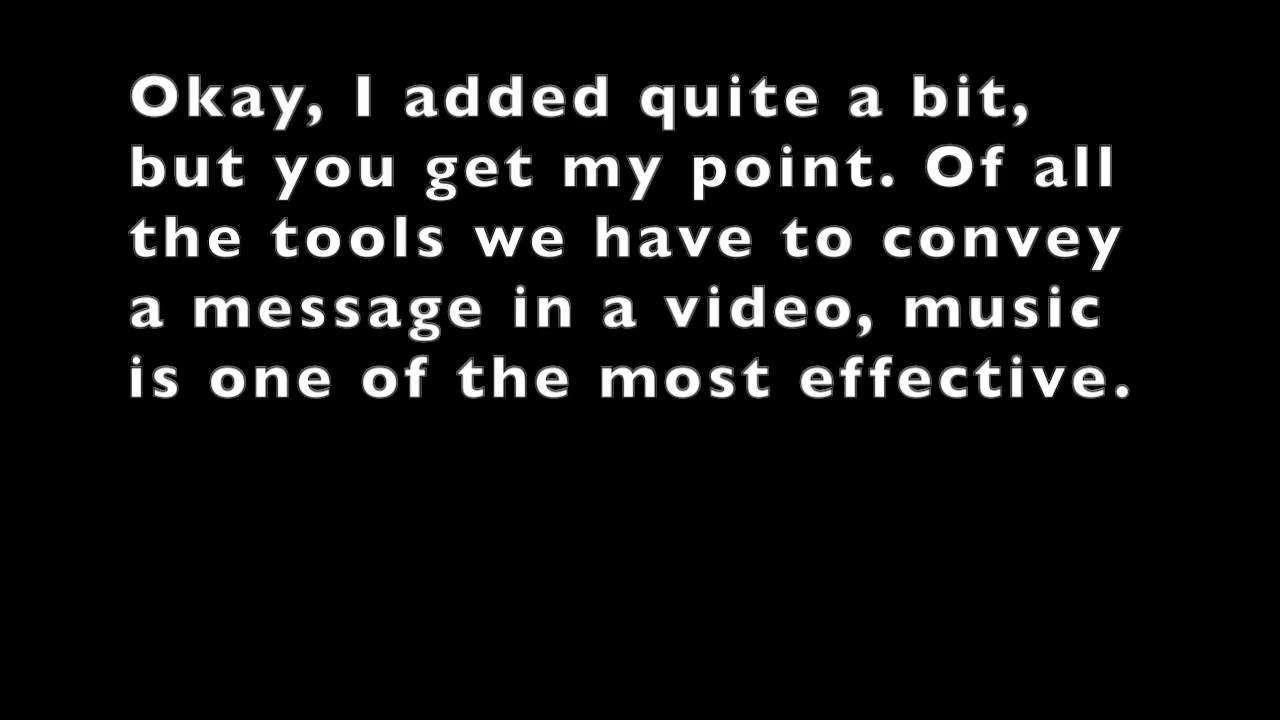 Okay, I added quite a bit,
but you get my point. Of all
the tools we have to convey
a message in a video, music
is one of the most effective.